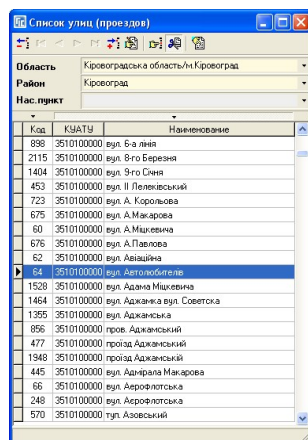 Список улиц (проездов)
Область Кіровоградська область/м.Кіровоград
Район Кіровоград
Нас.пункт
Код КУАТУ Наименование
898 3510100000 вул. 6-а лінія
2115 3510100000 вул. 8-го Березня
1404 3510100000 вул. 9-го Січня
453 3510100000 вул. II Лелеківський
723 3510100000 вул. А. Корольова
675 3510100000 вул. А.Макарова
60 3510100000 вул. А.Міцкевича
676 3510100000 вул. А.Павлова
62 3510100000 вул. Авіаційна
64 3510100000 вул. Автолюбителів
1528 3510100000 вул. Адама Міцкевича
1464 3510100000 вул. Аджамка вул. Советска
1355 3510100000 вул. Аджамська
856 3510100000 пров. Аджамський
477 3510100000 проїзд Аджамський
1948 3510100000 проїзд Аджамській
445 3510100000 вул. Адмірала Макарова
66 3510100000 вул. Аерофлотська
248 3510100000 вул. Аерофлотська
570 3510100000 туп. Азовський